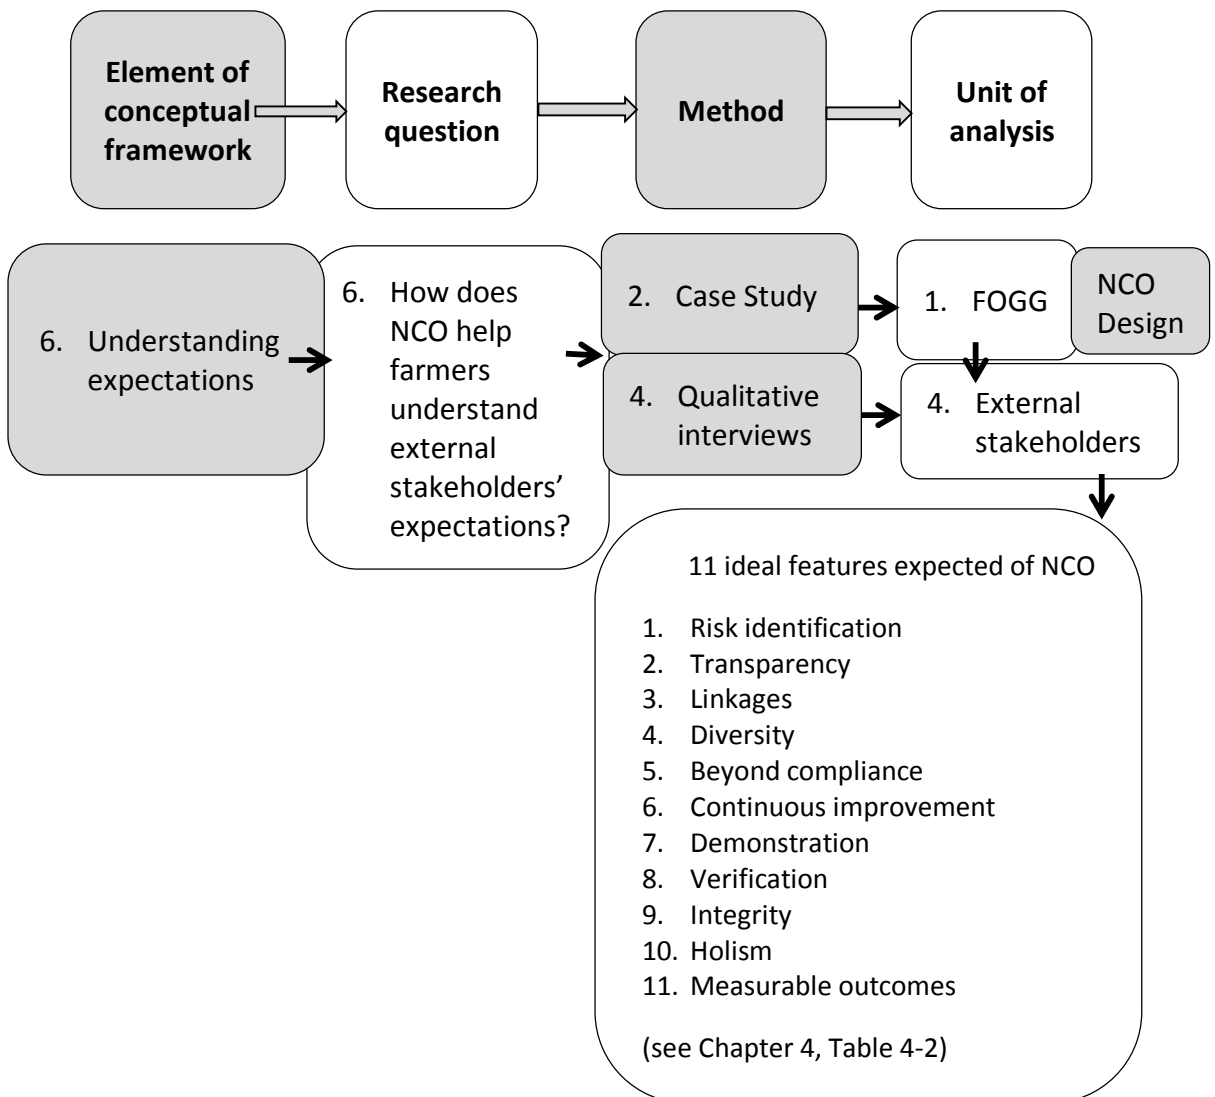 Element of
conceptual
framework
Research
question
Method
Unit of
analysis
6. Understanding
expectations
6. How does
NCO help
farmers
understand
external
stakeholders’
expectations?
2. Case Study
4. Qualitative
interviews
1. FOGG
NCO
Design
4. External
stakeholders
11 ideal features expected of NCO
1. Risk identification
2. Transparency
3. Linkages
4. Diversity
5. Beyond compliance
6. Continuous improvement
7. Demonstration
8. Verification
9. Integrity
10. Holism
11. Measurable outcomes
(see Chapter 4, Table 4-2)